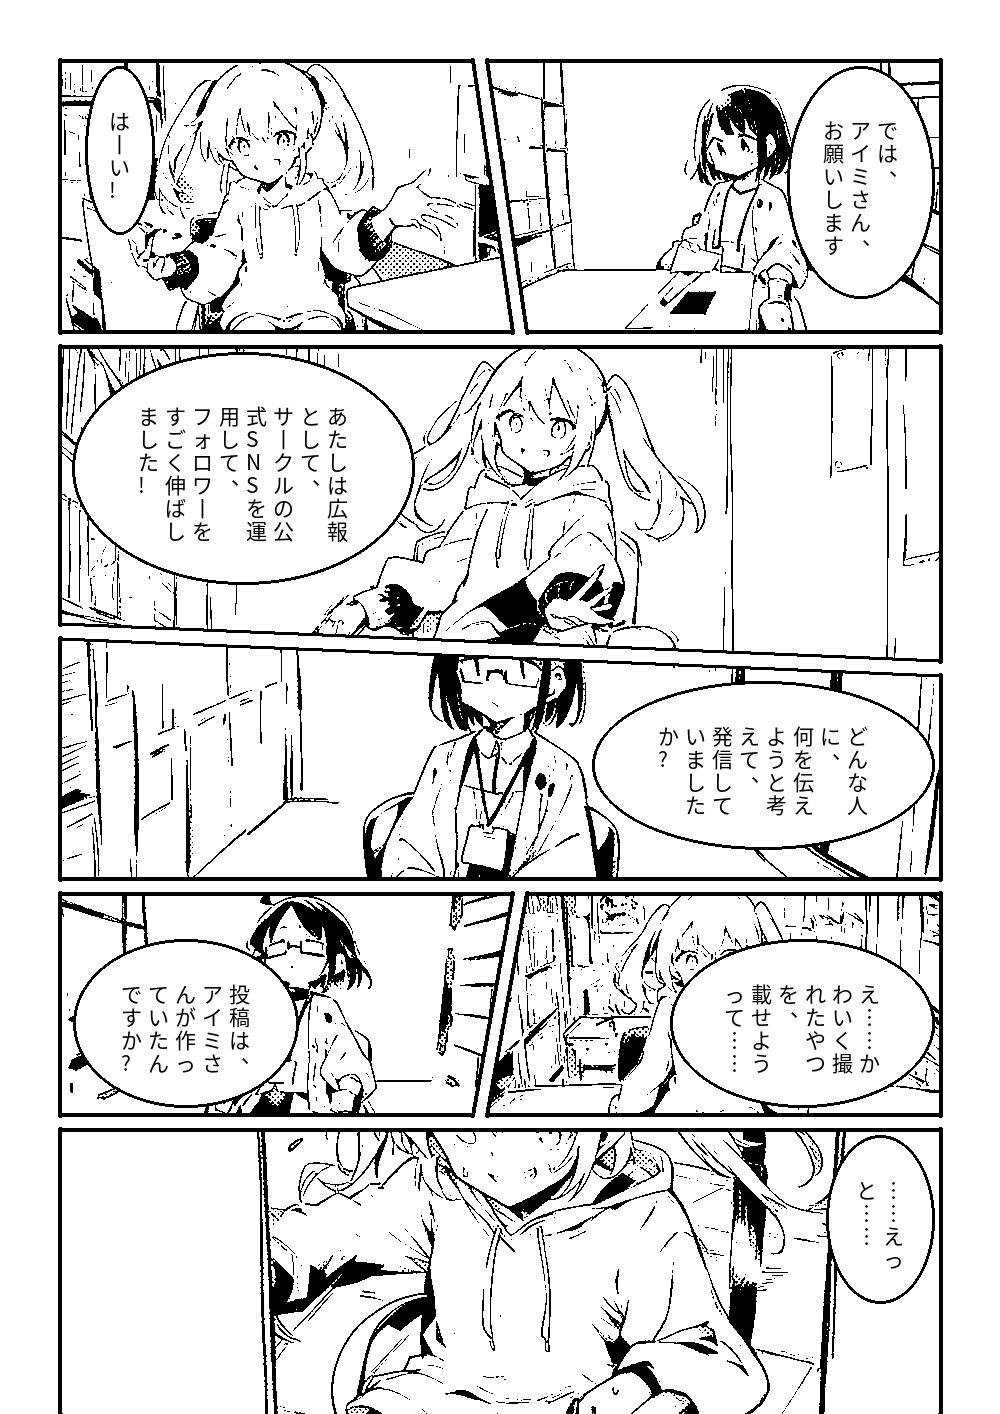 では、
アイミさん、
お願いします
はーい！
あたしは広報
として、
サークルの公
式SNSを運
用して、
フォロワーを
すごく伸ばし
ました！
どんな人
に、
何を伝え
ようと考
えて、
発信して
いました
か？
え……か
わいく撮
れたやつ
を、
載せよう
って……
投稿は、
アイミさ
んが作っ
ていたん
ですか？
……えっ
と……